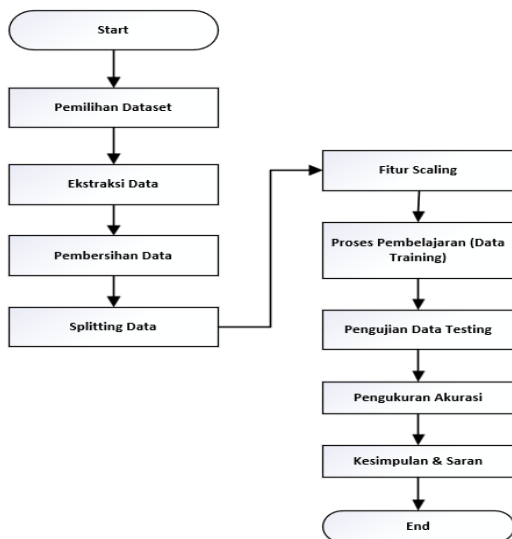 Start
Pemilihan Dataset
Ekstraksi Data
Pembersihan Data
Splitting Data
Fitur Scaling
Proses Pembelajaran (Data
Training)
Pengujian Data Testing
Pengukuran Akurasi
Kesimpulan & Saran
End